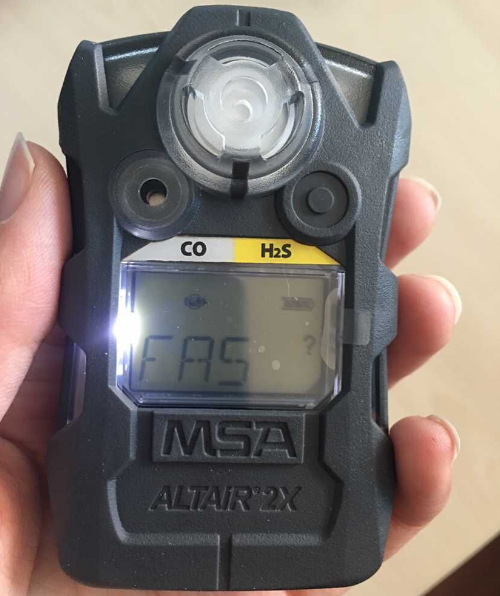 CO H2S
FAS ?
MSA
ALTAIR 2X